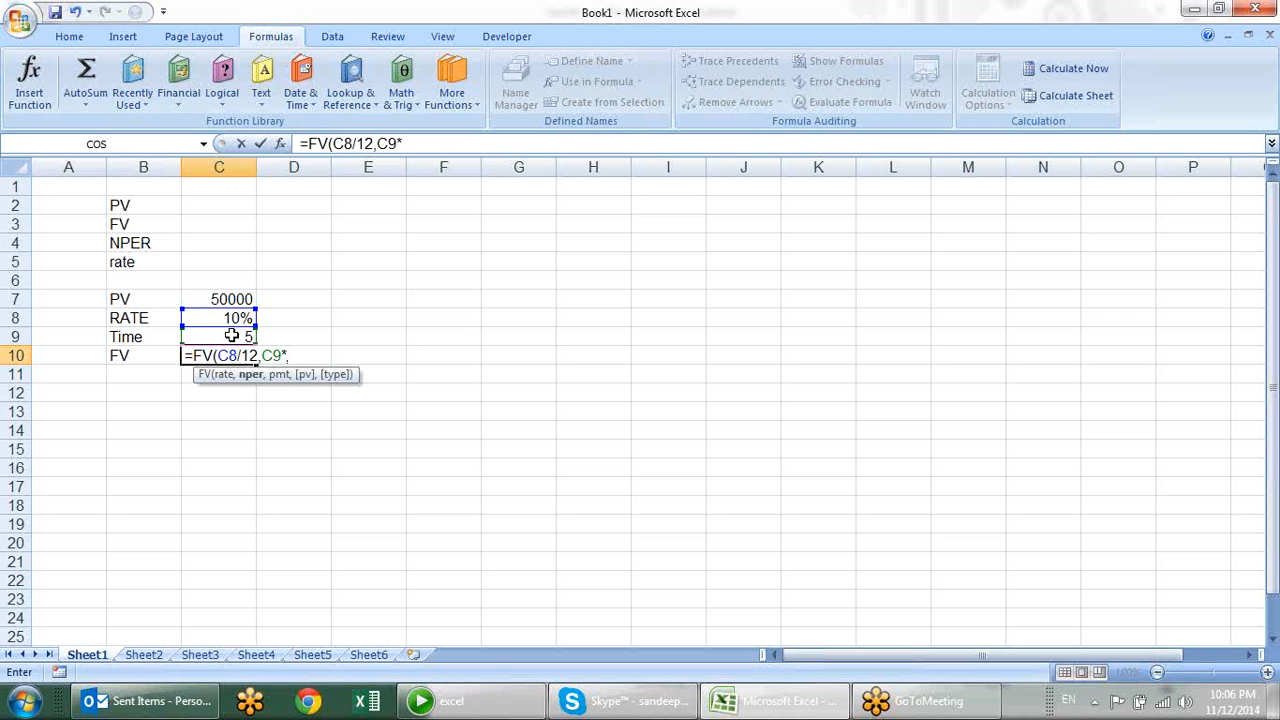 Book1 - Microsoft Excel
Home Insert Page Layout Formulas Data Review View Developer
Insert Function
AutoSum
Recently Used
Financial
Logical
Text
Date & Time
Lookup & Reference
Math & Trig
More Functions
Function Library
Name Manager
Define Name
Use in Formula
Create from Selection
Defined Names
Trace Precedents
Trace Dependents
Remove Arrows
Show Formulas
Error Checking
Evaluate Formula
Formula Auditing
Watch Window
Calculation Options
Calculate Now
Calculate Sheet
Calculation
COS =FV(C8/12,C9*
A B C D E F G H I J K L M N O P
1
2 PV
3 FV
4 NPER
5 rate
6
7 PV 50000
8 RATE 10%
9 Time 5
10 FV =FV(C8/12,C9*
11 FV(rate, nper, pmt, [pv], [type])
12
13
14
15
16
17
18
19
20
21
22
23
24
25
Sheet1 Sheet2 Sheet3 Sheet4 Sheet5 Sheet6
Enter 100%
Sent Items - Perso...
excel
Skype™ - sandeep...
Microsoft Excel - ...
GoToMeeting
EN
10:06 PM
11/12/2014